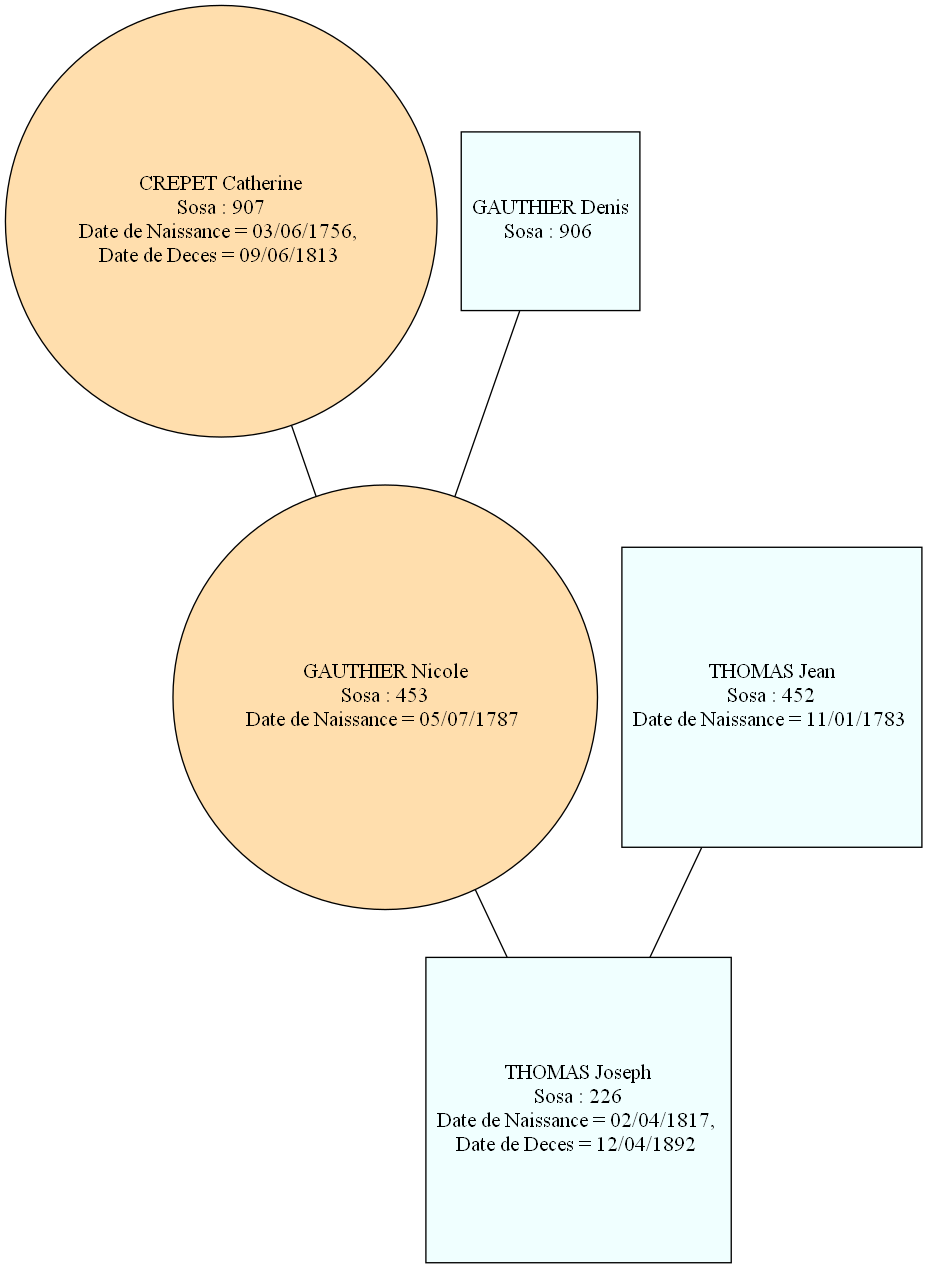 CREPET Catherine
Sosa : 907
Date de Naissance = 03/06/1756,
Date de Deces = 09/06/1813
GAUTHIER Denis
Sosa : 906
GAUTHIER Nicole
Sosa : 453
Date de Naissance = 05/07/1787
THOMAS Jean
Sosa : 452
Date de Naissance = 11/01/1783
THOMAS Joseph
Sosa : 226
Date de Naissance = 02/04/1817,
Date de Deces = 12/04/1892